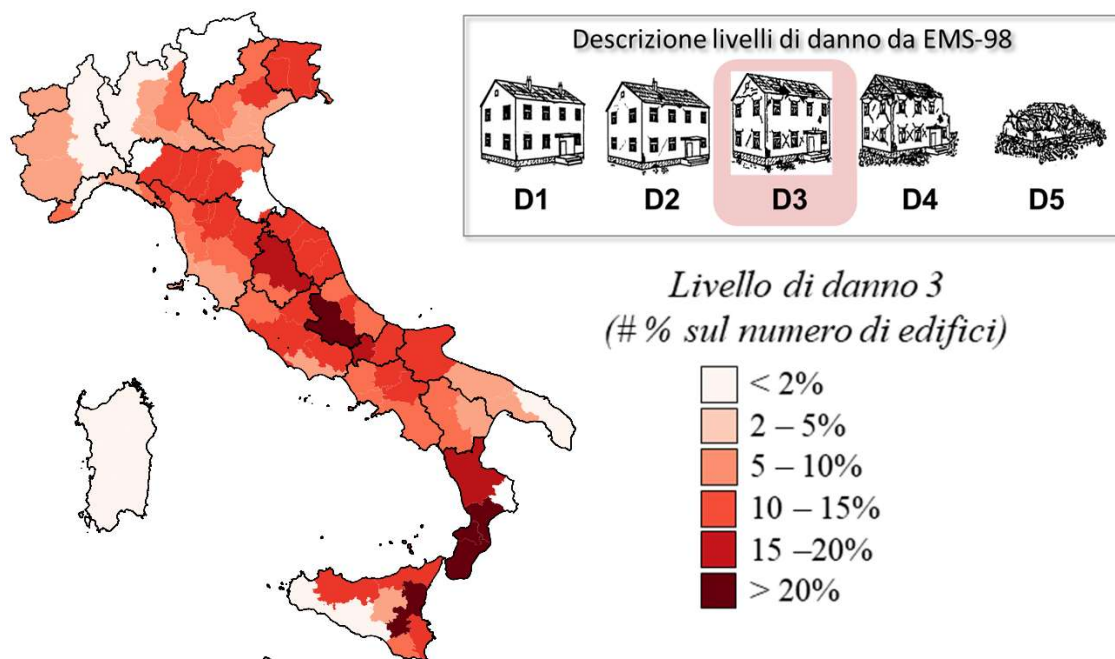 Descrizione livelli di danno da EMS-98
D1 D2 D3 D4 D5
Livello di danno 3
(# % sul numero di edifici)
< 2%
2 – 5%
5 – 10%
10 – 15%
15 –20%
> 20%